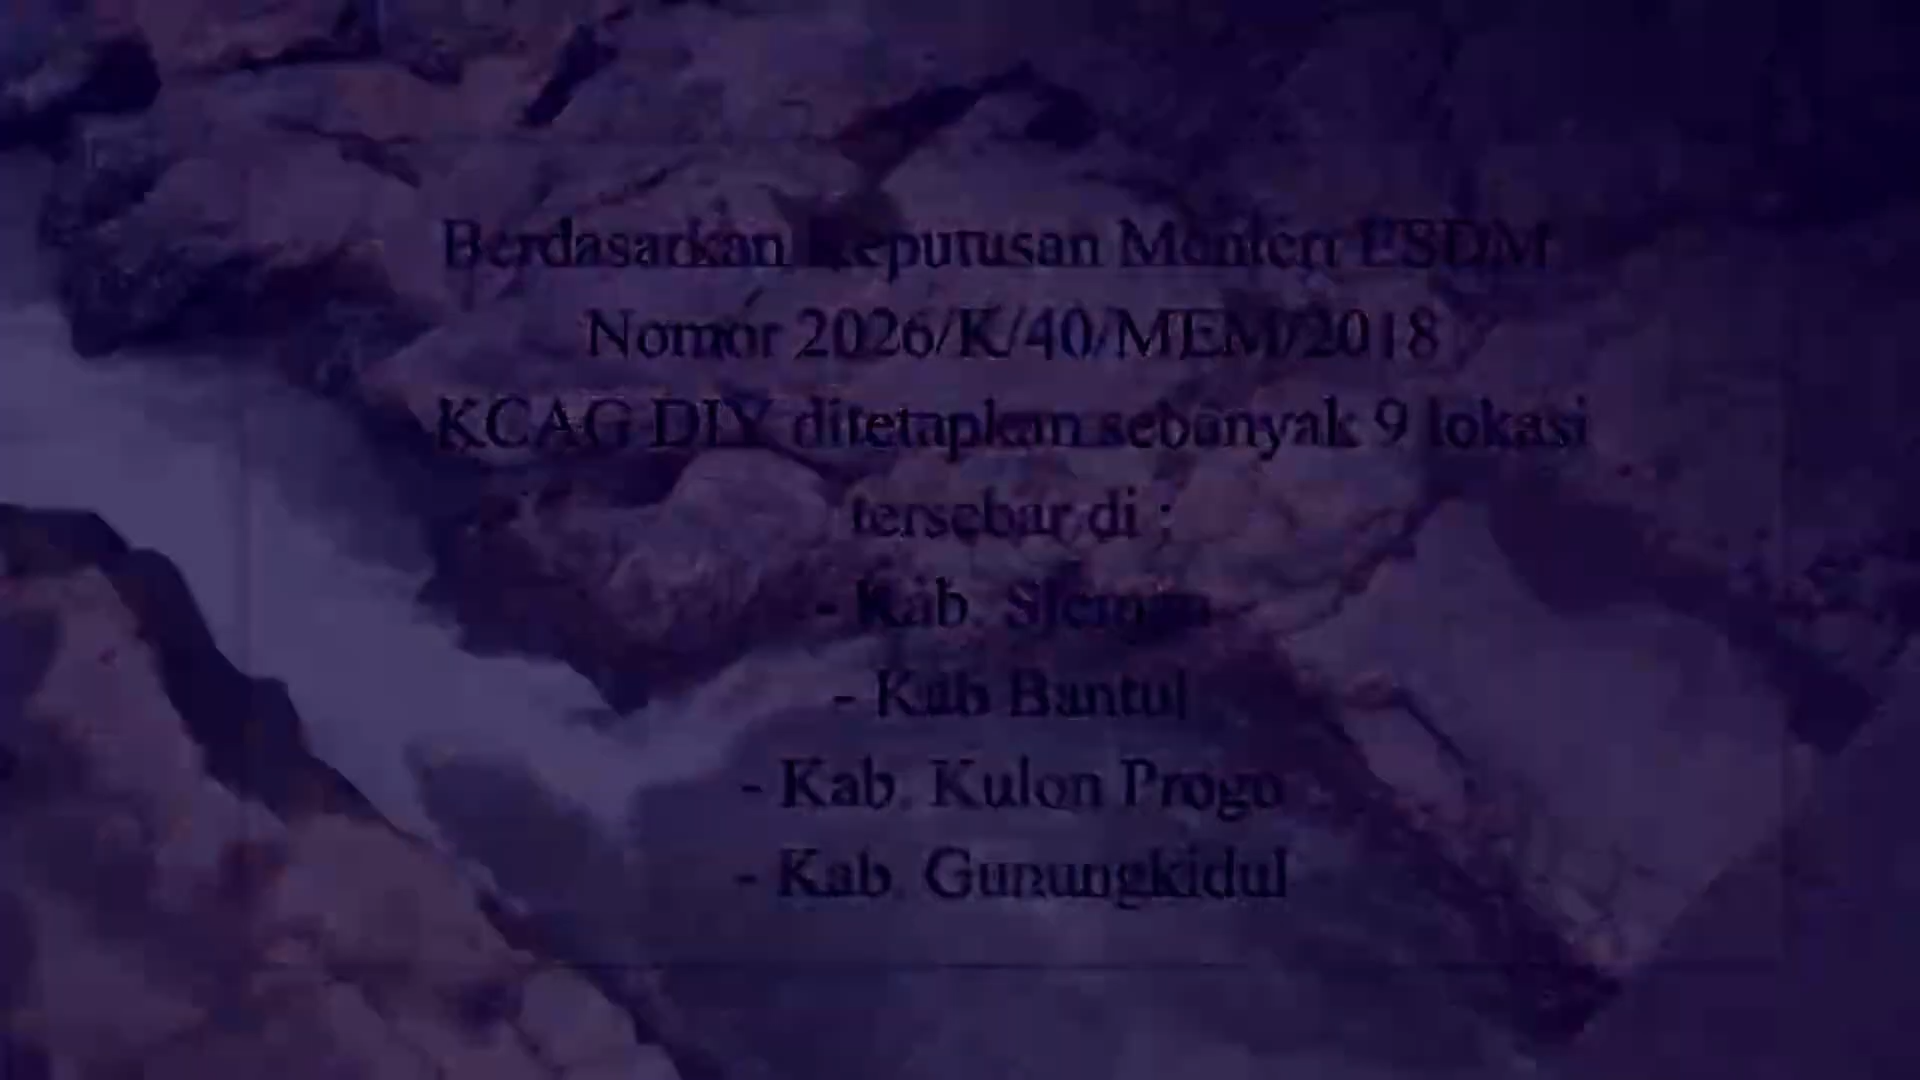 Berdasarkan Keputusan Menteri ESDM
Nomor 2026/K/40/MEM/2018
KCAG DIY ditetapkan sebanyak 9 lokasi
tersebar di :
- Kab. Sleman
- Kab Bantul
- Kab. Kulon Progo
- Kab. Gunungkidul